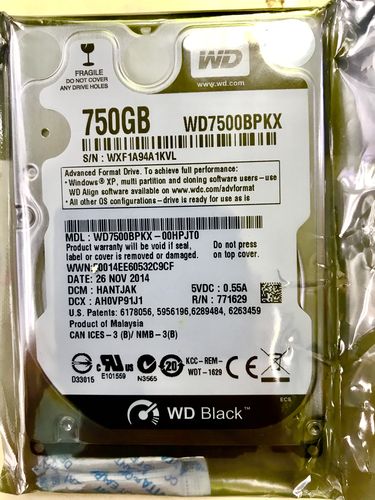 FRAGILE
DO NOT COVER
ANY DRIVE HOLES
WD
www.wd.com
750GB WD7500BPKX
S/N : WXF1A94A1KVL
Advanced Format Drive. To achieve full performance:
• Windows® XP, multi partition and cloning software users - use
WD Align software available on www.wdc.com/advformat
• All other OS configurations - drive is ready for use as is
MDL : WD7500BPKX - 00HPJT0
Product warranty will be void if seal,
label or cover is removed or damaged.
Do not press
on top cover.
WWN: 50014EE60532C9CF
DATE: 26 NOV 2014
DCM : HANTJAK 5VDC : 0.55A
DCX : AH0VP91J1 R/N : 771629
U.S. Patents: 6178056, 5956196,6289484, 6263459
Product of Malaysia
CAN ICES-3 (B)/ NMB-3(B)
D33015 E101559 N3565 20 KCC-REM-
WDT-1629
WD Black™
ECS